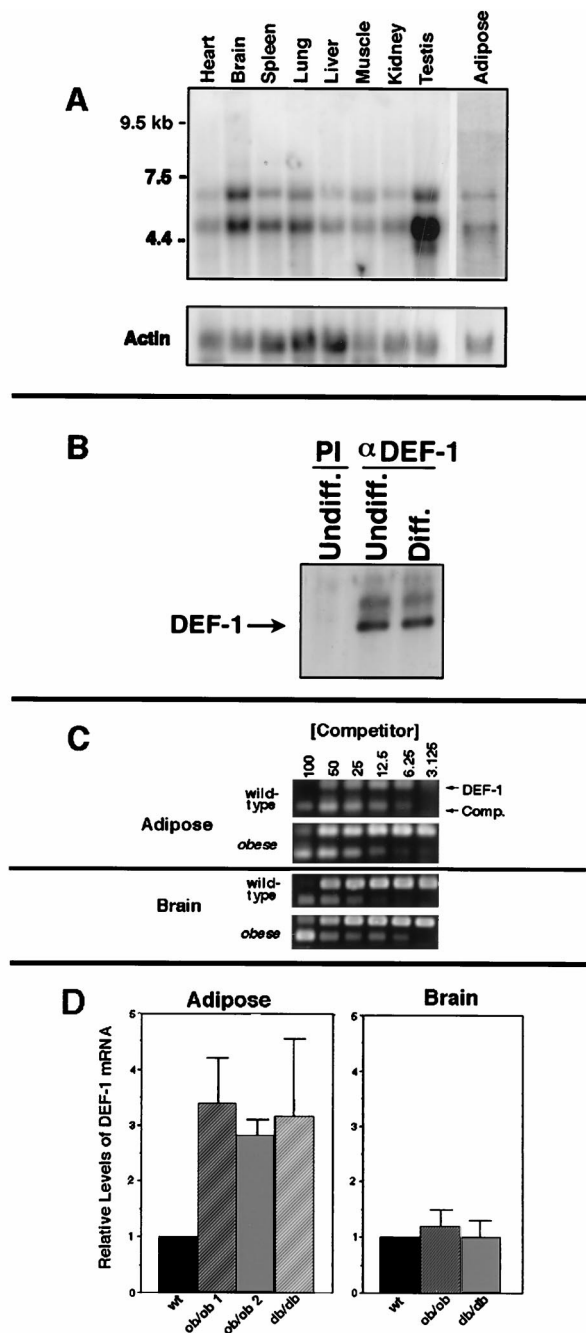 A
Heart Brain Spleen Lung Liver Muscle Kidney Testis Adipose
9.5 kb -
7.5 -
4.4 -
Actin
B
PI α DEF-1
Undiff. Undiff. Diff.
DEF-1
C
[Competitor]
100 50 25 12.5 6.25 3.125
Adipose
wild-
type
DEF-1
Comp.
obese
Brain
wild-
type
obese
D
Adipose Brain
Relative Levels of DEF-1 mRNA
5
4
3
2
1
0
wt ob/ob 1 ob/ob 2 db/db
5
4
3
2
1
0
wt ob/ob db/db